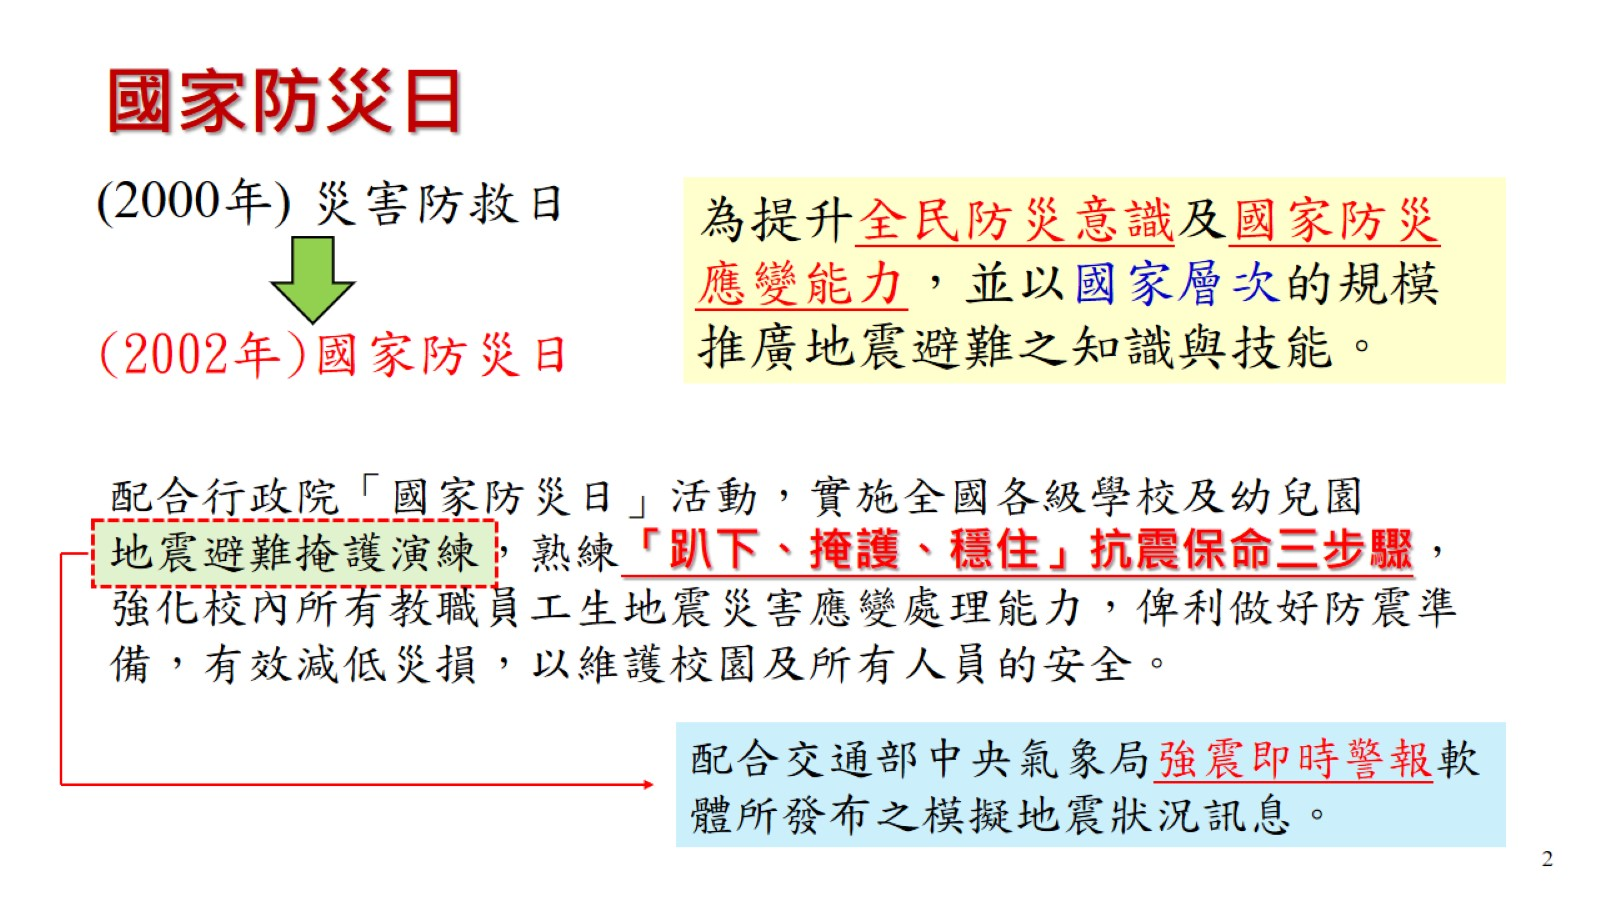 國家防災日
(2000年) 災害防救日
(2002年)國家防災日
為提升全民防災意識及國家防災
應變能力，並以國家層次的規模
推廣地震避難之知識與技能。
配合行政院「國家防災日」活動，實施全國各級學校及幼兒園
地震避難掩護演練，熟練「趴下、掩護、穩住」抗震保命三步驟，
強化校內所有教職員工生地震災害應變處理能力，俾利做好防震準
備，有效減低災損，以維護校園及所有人員的安全。
配合交通部中央氣象局強震即時警報軟
體所發布之模擬地震狀況訊息。
2